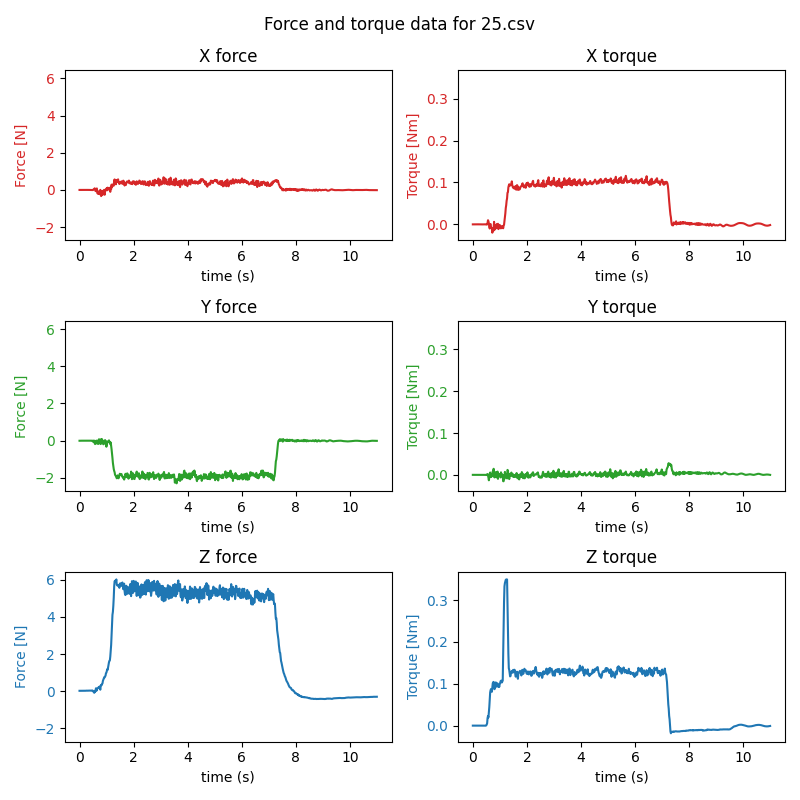 Force and torque data for 25.csv
X force
Force [N]
6
4
2
0
−2
0 2 4 6 8 10
time (s)
X torque
Torque [Nm]
0.3
0.2
0.1
0.0
0 2 4 6 8 10
time (s)
Y force
Force [N]
6
4
2
0
−2
0 2 4 6 8 10
time (s)
Y torque
Torque [Nm]
0.3
0.2
0.1
0.0
0 2 4 6 8 10
time (s)
Z force
Force [N]
6
4
2
0
−2
0 2 4 6 8 10
time (s)
Z torque
Torque [Nm]
0.3
0.2
0.1
0.0
0 2 4 6 8 10
time (s)